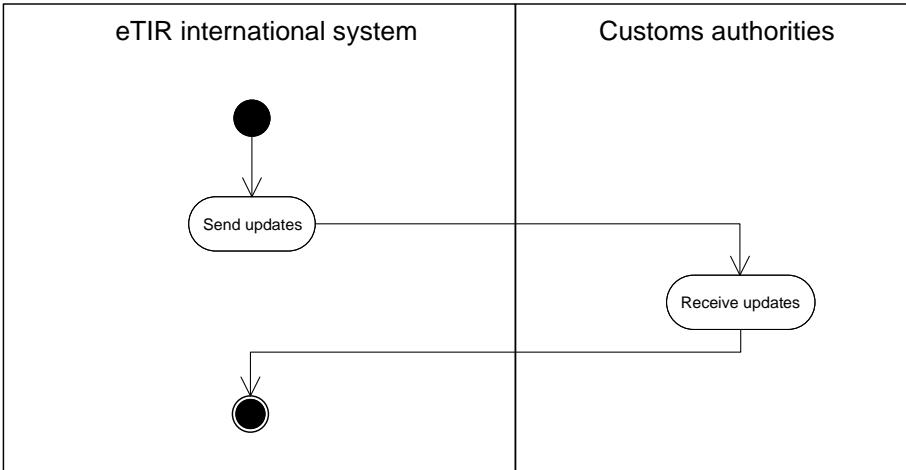 eTIR international system
Customs authorities
Send updates
Receive updates